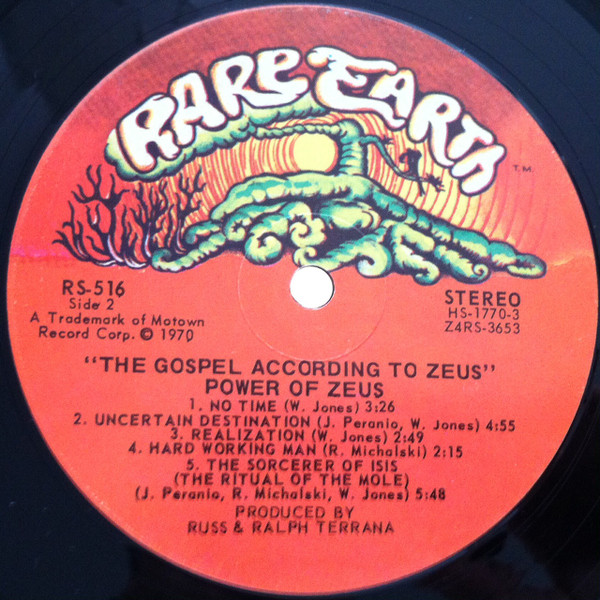 RARE EARTH
T.M.
RS-516
Side 2
A Trademark of Motown
Record Corp. © 1970
STEREO
HS-1770-3
Z4RS-3653
"THE GOSPEL ACCORDING TO ZEUS"
POWER OF ZEUS
1. NO TIME (W. Jones) 3:26
2. UNCERTAIN DESTINATION (J. Peranio, W. Jones) 4:55
3. REALIZATION (W. Jones) 2:49
4. HARD WORKING MAN (R. Michalski) 2:15
5. THE SORCERER OF ISIS
(THE RITUAL OF THE MOLE)
(J. Peranio, R. Michalski, W. Jones) 5:48
PRODUCED BY
RUSS & RALPH TERRANA